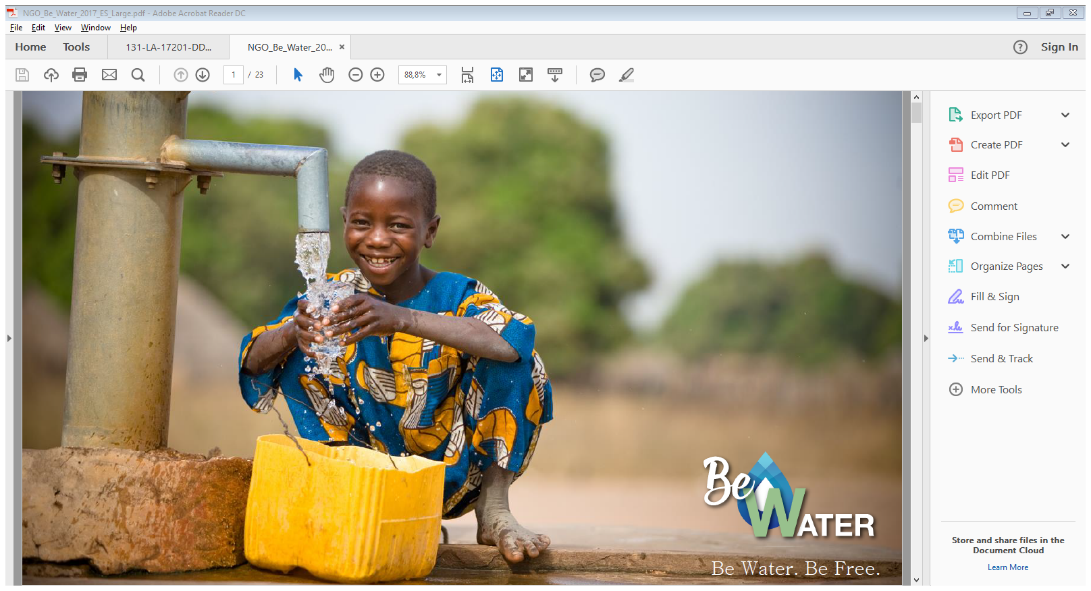 NGO_Be_Water_2017_ES_Large.pdf - Adobe Acrobat Reader DC
File Edit View Window Help
Home Tools 131-LA-17201-DD... NGO_Be_Water_20... × Sign In
1 / 23 88,8%
Export PDF
Create PDF
Edit PDF
Comment
Combine Files
Organize Pages
Fill & Sign
Send for Signature
Send & Track
More Tools
Be
WATER
Be Water. Be Free.
Store and share files in the
Document Cloud
Learn More